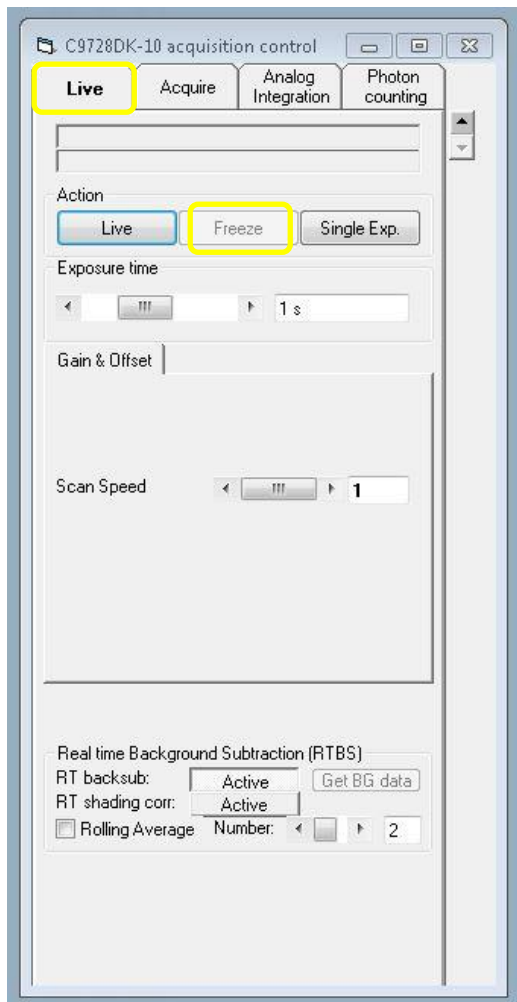 C9728DK-10 acquisition control
Live Acquire Analog Integration Photon counting
Action
Live Freeze Single Exp.
Exposure time
1 s
Gain & Offset
Scan Speed 1
Real time Background Subtraction (RTBS)
RT backsub: Active Get BG data
RT shading corr: Active
Rolling Average Number: 2